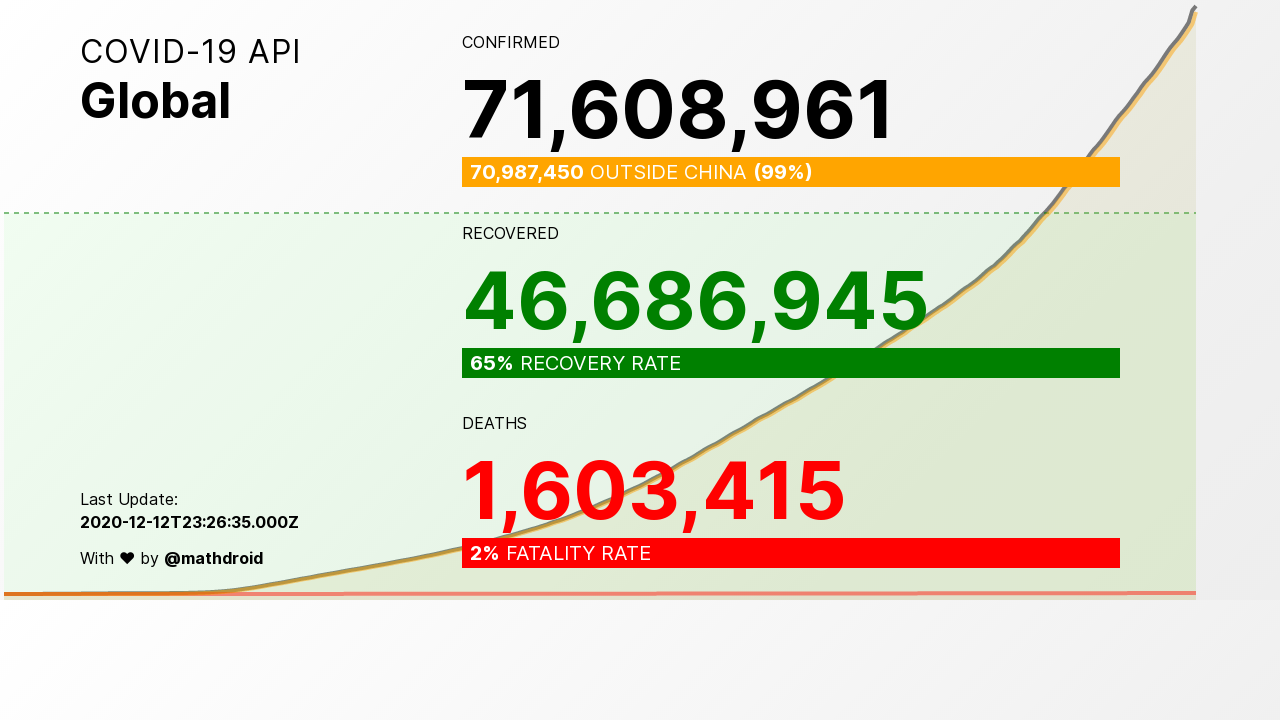 COVID-19 API
Global
CONFIRMED
71,608,961
70,987,450 OUTSIDE CHINA (99%)
RECOVERED
46,686,945
65% RECOVERY RATE
DEATHS
1,603,415
2% FATALITY RATE
Last Update:
2020-12-12T23:26:35.000Z
With ❤ by @mathdroid